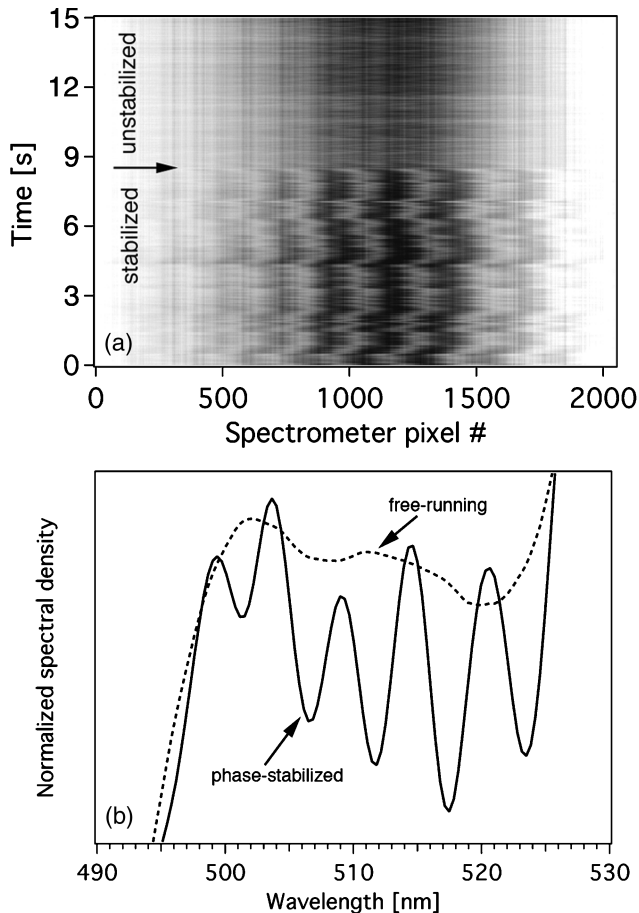 15
12
9
6
3
0
Time [s]
unstabilized
stabilized
(a)
0
500
1000
1500
2000
Spectrometer pixel #
Normalized spectral density
free-running
phase-stabilized
(b)
490
500
510
520
530
Wavelength [nm]